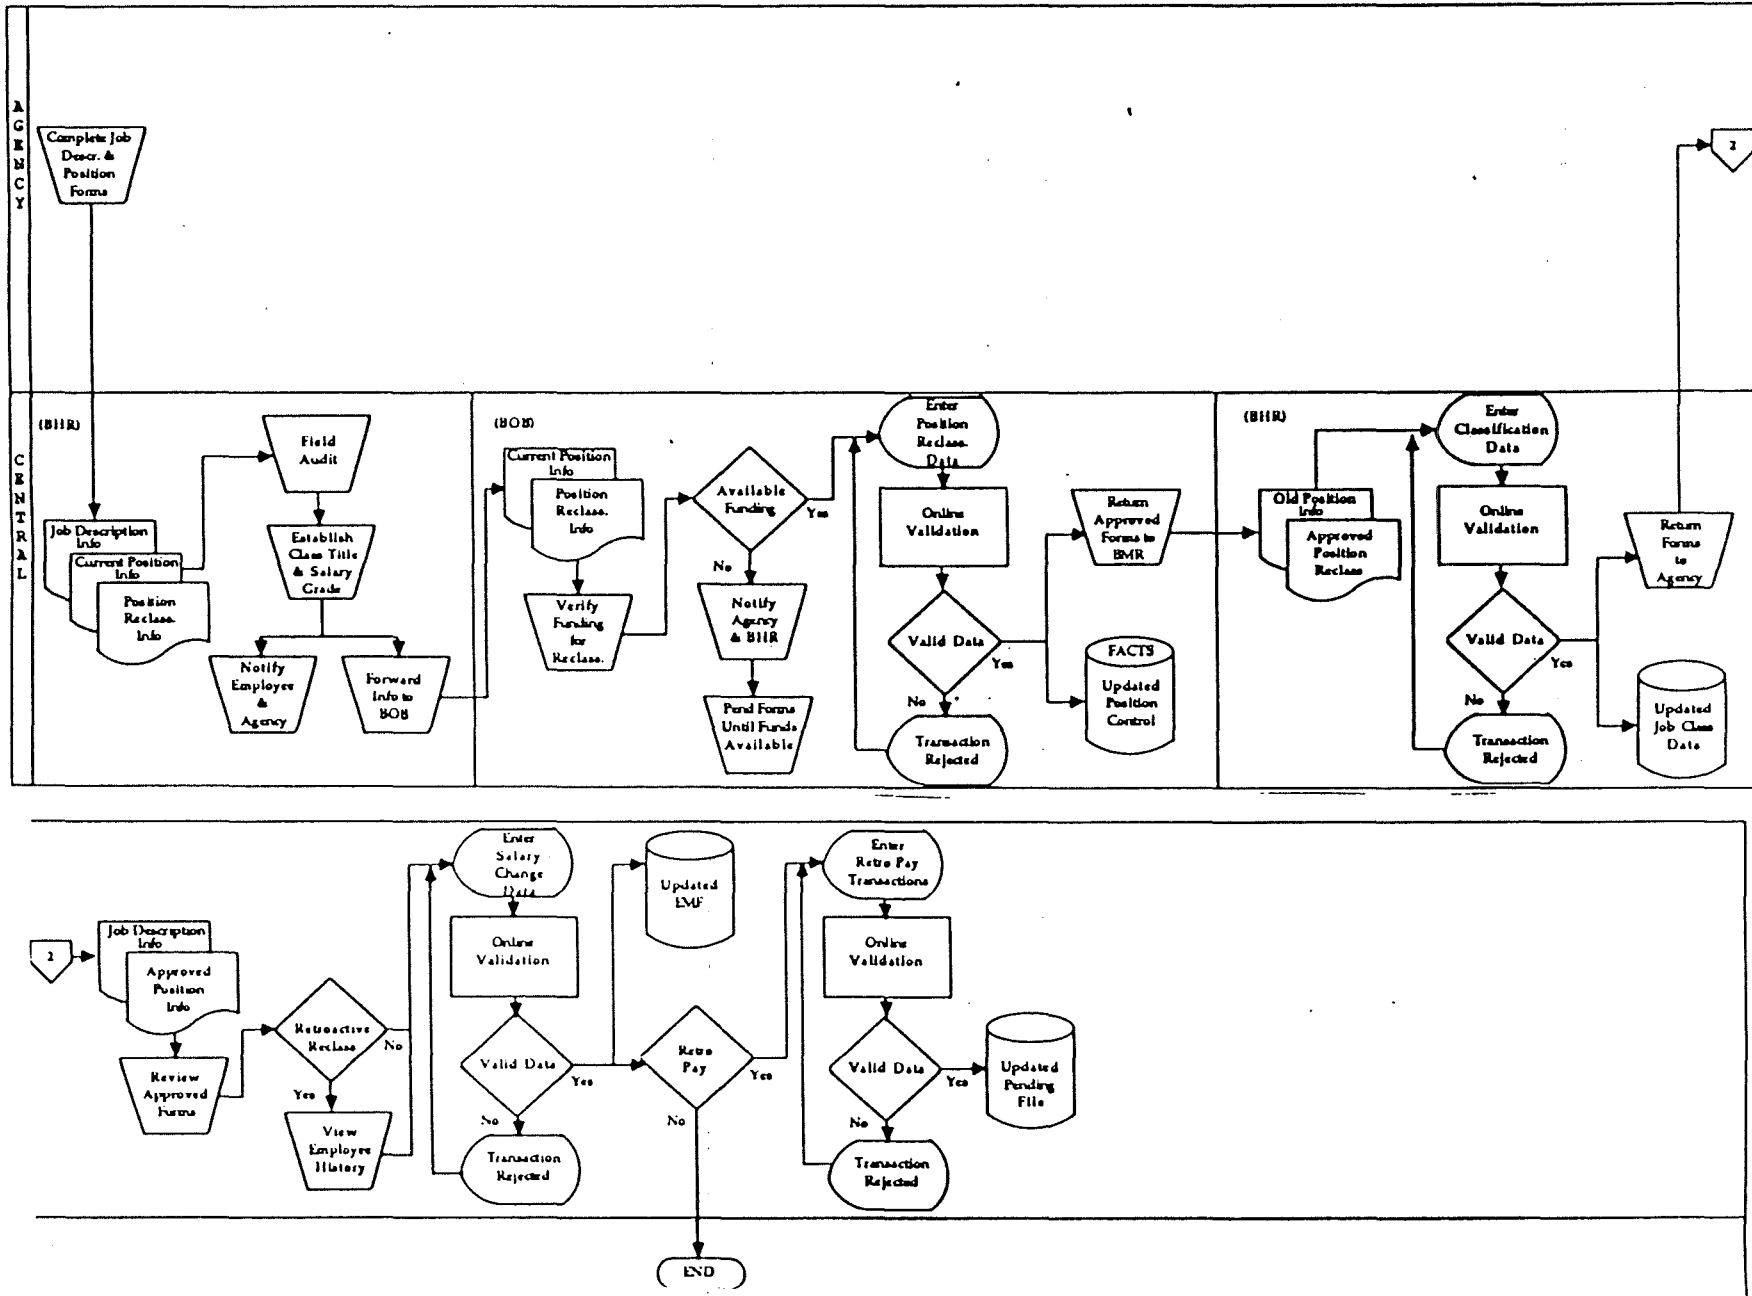 AGENCY
Complete Job
Descr. &
Position
Forms
2
CENTRAL
(BHR)
Job Description
Info
Current Position
Info
Position
Reclass.
Info
Field
Audit
Establish
Class Title
& Salary
Grade
Notify
Employee
&
Agency
Forward
Info to
BOB
(BOB)
Current Position
Info
Position
Reclass.
Info
Verify
Funding
for
Reclass.
Available
Funding
Yes
No
Notify
Agency
& BHR
Pend Forms
Until Funds
Available
Enter
Position
Reclass.
Data
Online
Validation
Valid Data
Yes
No
Transaction
Rejected
Return
Approved
Forms to
BMR
FACTS
Updated
Position
Control
(BHR)
Old Position
Info
Approved
Position
Reclass
Enter
Classification
Data
Online
Validation
Valid Data
Yes
No
Transaction
Rejected
Return
Forms
to
Agency
Updated
Job Class
Data
2
Job Description
Info
Approved
Position
Info
Review
Approved
Forms
Retroactive
Reclass
No
Yes
View
Employee
History
Enter
Salary
Change
Data
Online
Validation
Valid Data
Yes
No
Transaction
Rejected
Updated
EMF
Retro
Pay
Yes
No
Enter
Retro Pay
Transactions
Online
Validation
Valid Data
Yes
No
Transaction
Rejected
Updated
Pending
File
END